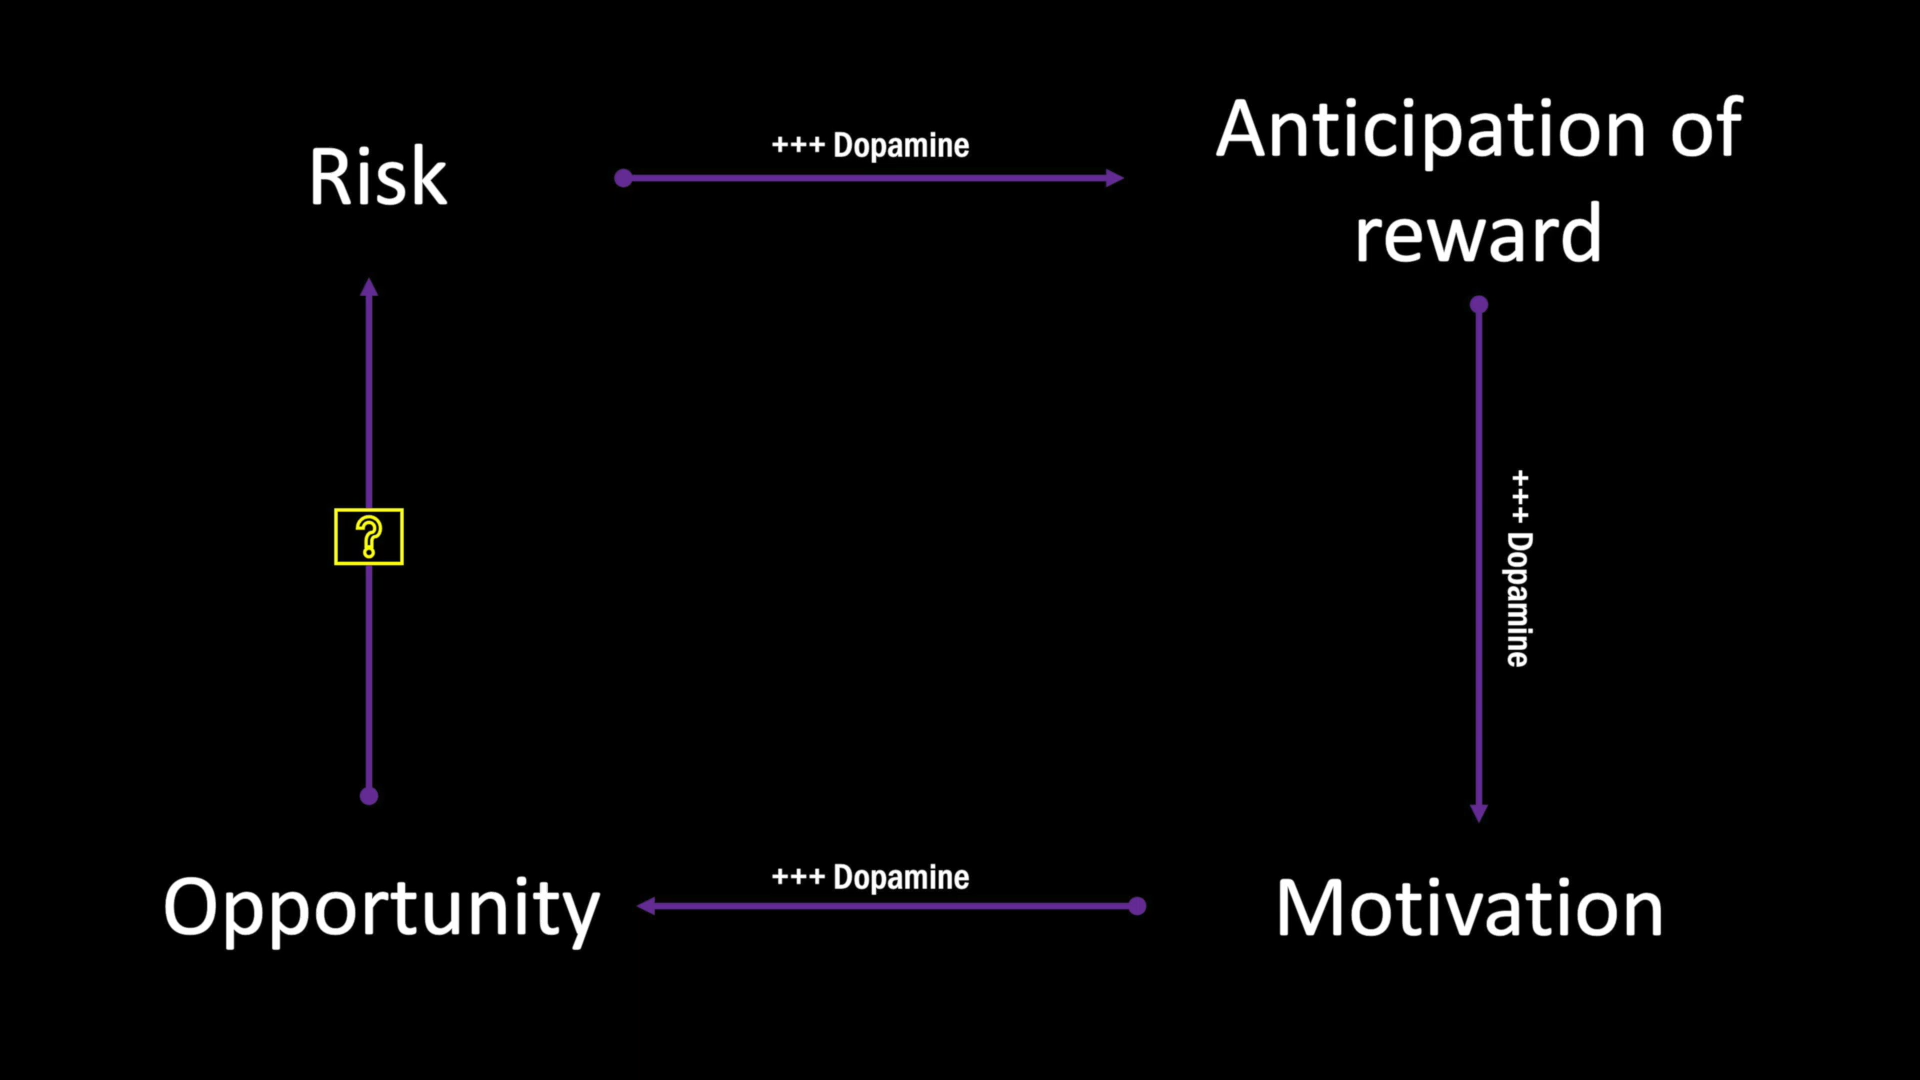 Risk
+++ Dopamine
Anticipation of
reward
?
+++ Dopamine
Opportunity
+++ Dopamine
Motivation